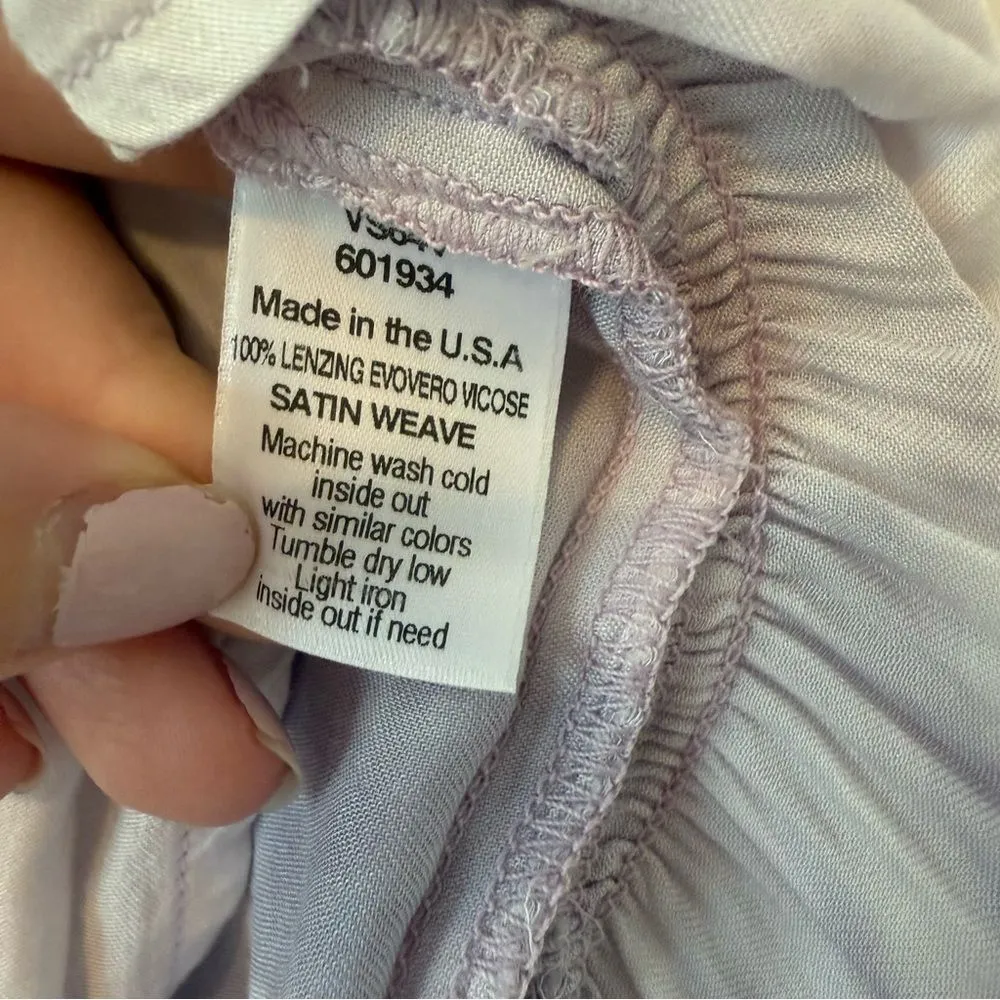 601934
Made in the U.S.A
100% LENZING EVOVERO VICOSE
SATIN WEAVE
Machine wash cold
inside out
with similar colors
Tumble dry low
Light iron
inside out if need